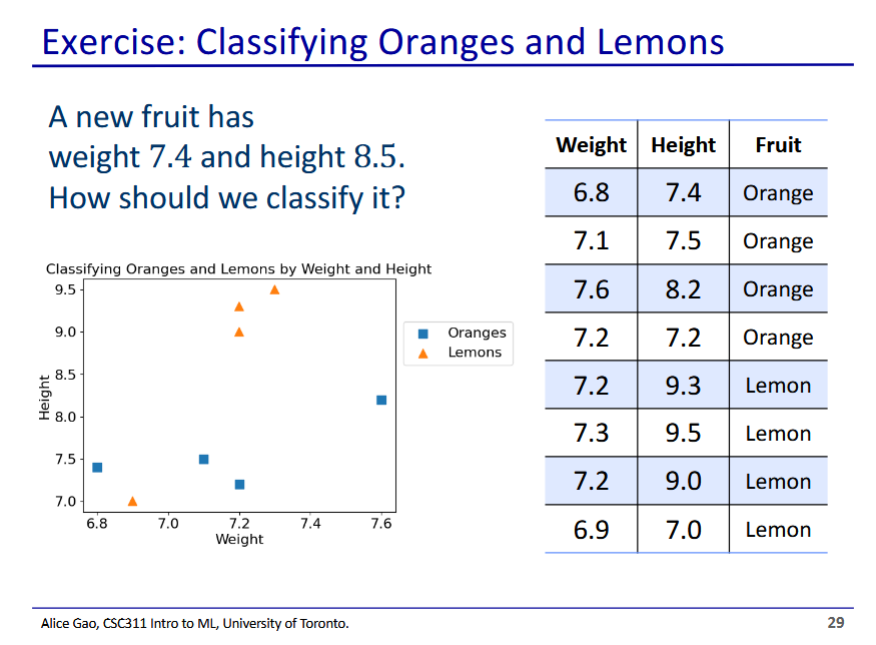 Exercise: Classifying Oranges and Lemons
A new fruit has
weight 7.4 and height 8.5.
How should we classify it?
Classifying Oranges and Lemons by Weight and Height
9.5
9.0
8.5
8.0
7.5
7.0
Height
6.8 7.0 7.2 7.4 7.6
Weight
Oranges
Lemons
Weight Height Fruit
6.8 7.4 Orange
7.1 7.5 Orange
7.6 8.2 Orange
7.2 7.2 Orange
7.2 9.3 Lemon
7.3 9.5 Lemon
7.2 9.0 Lemon
6.9 7.0 Lemon
Alice Gao, CSC311 Intro to ML, University of Toronto.
29